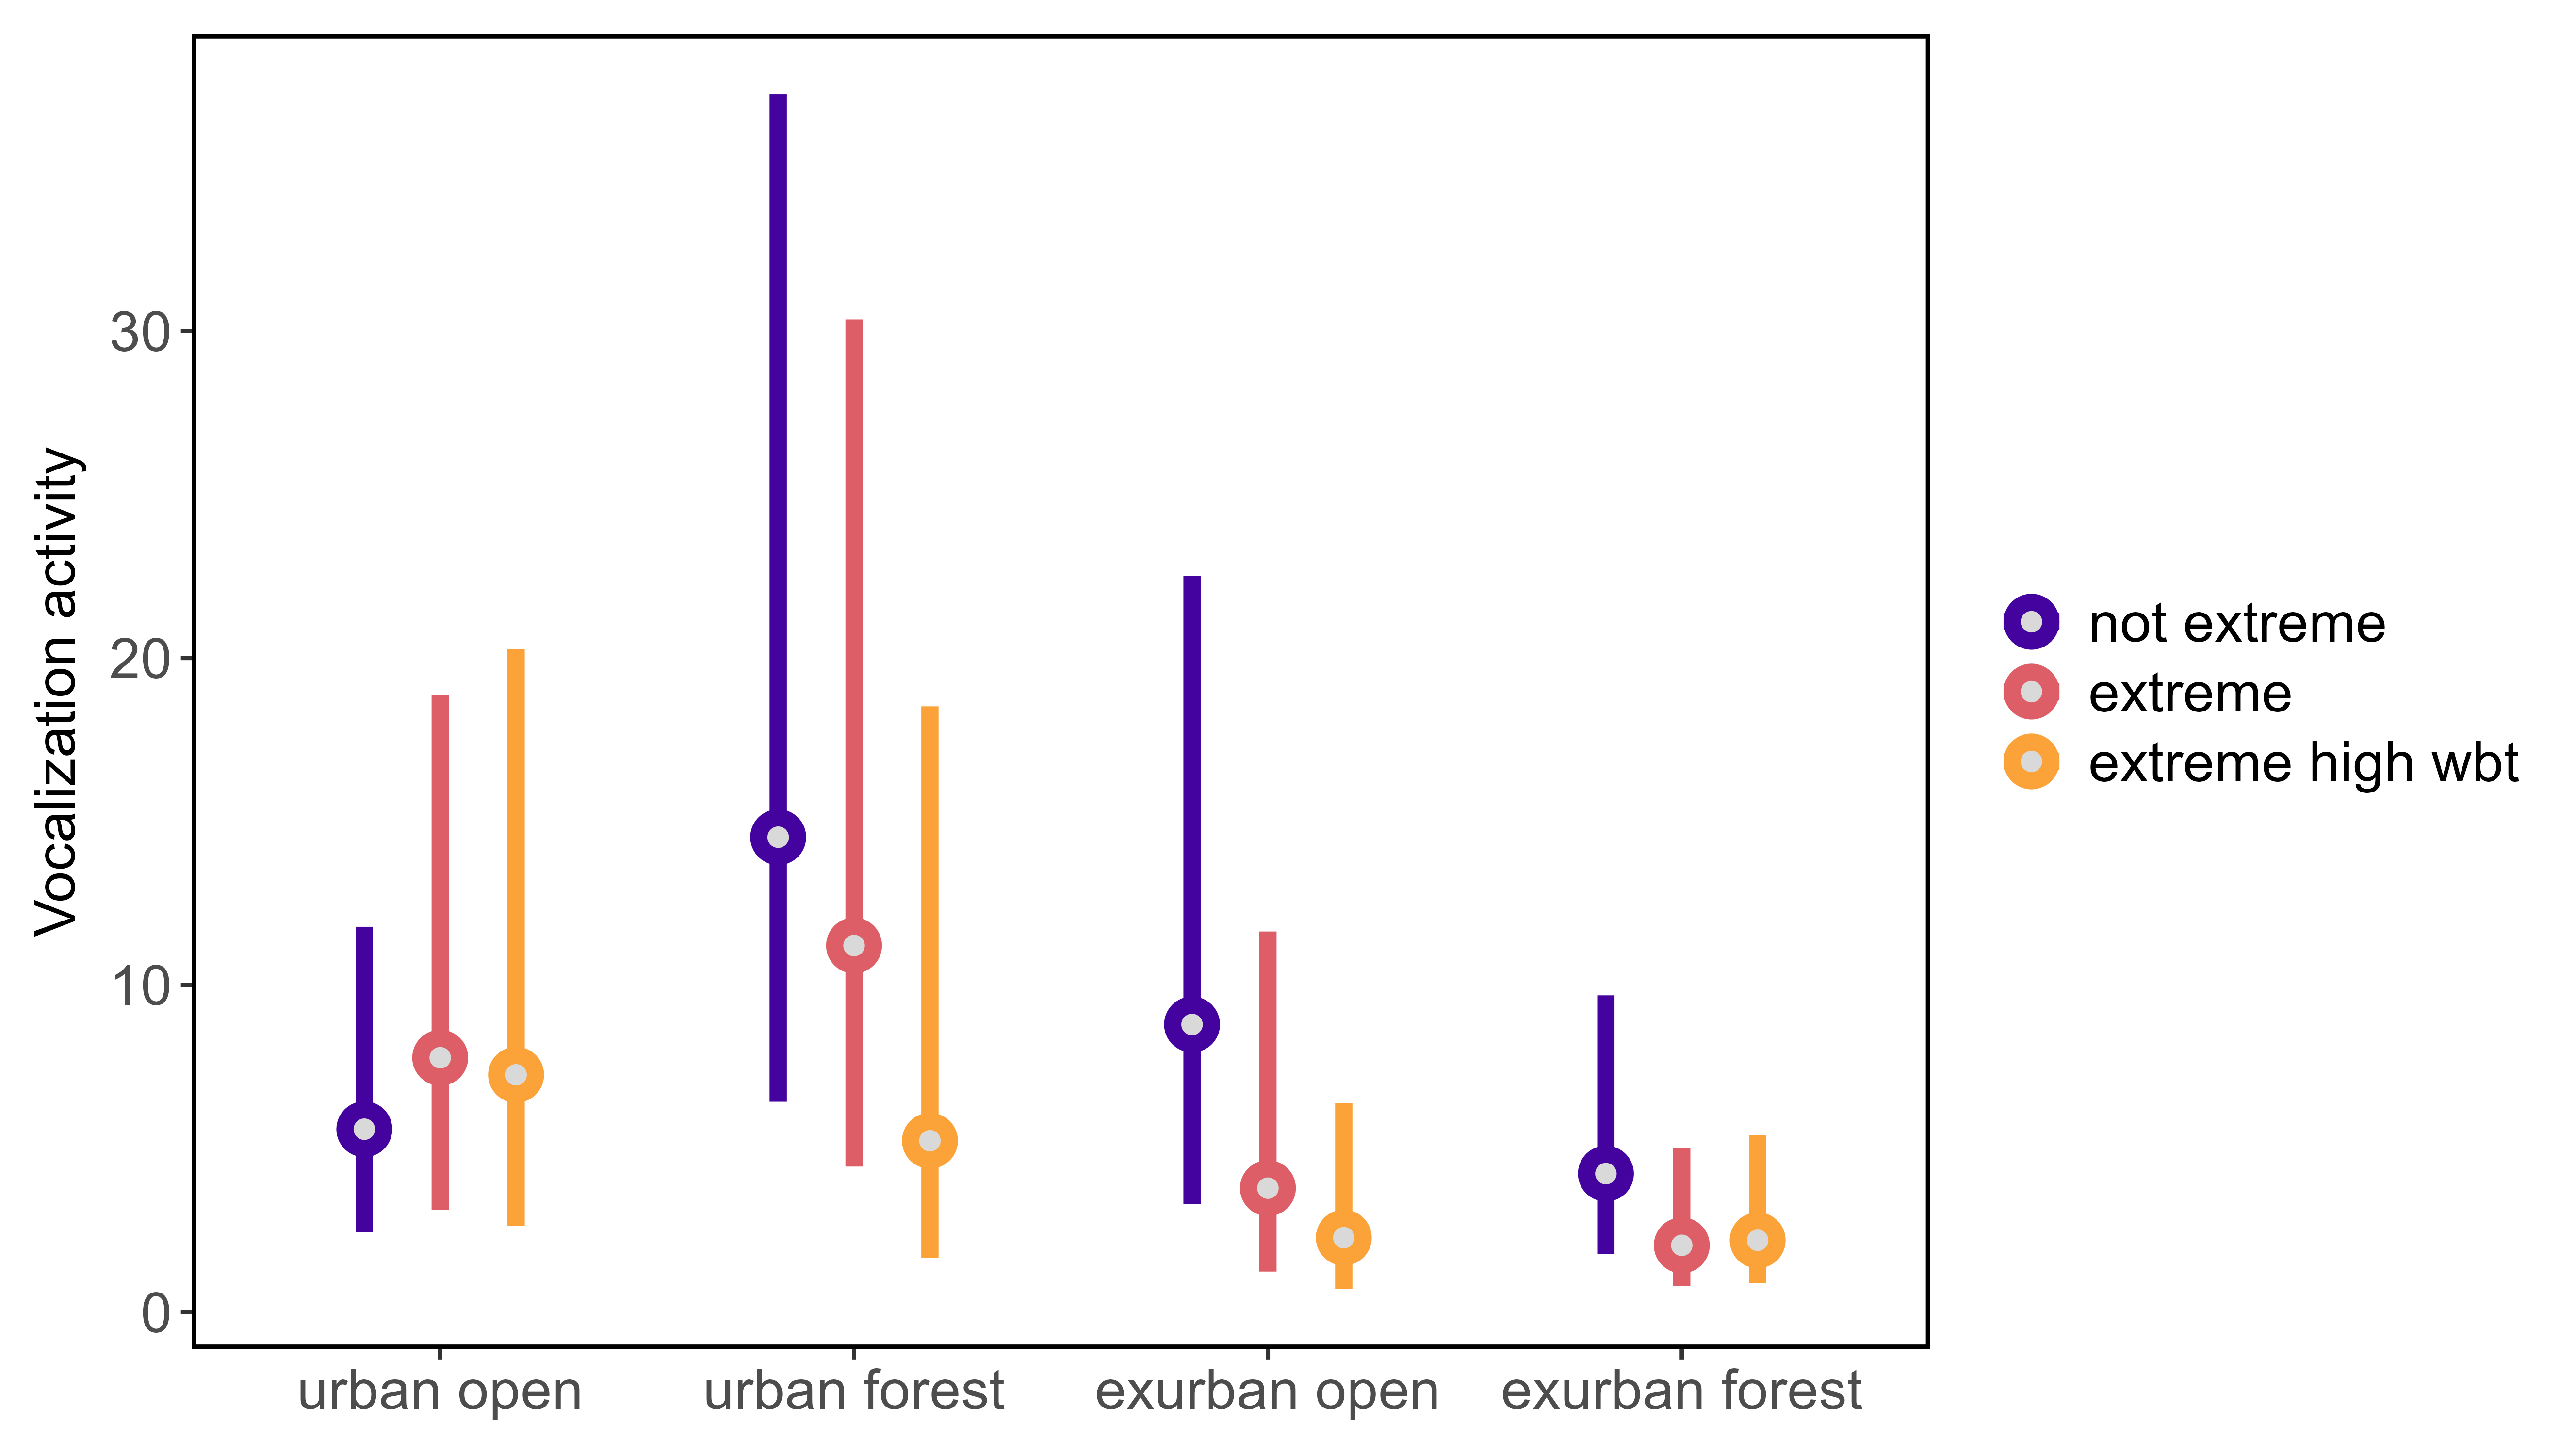 Vocalization activity
30
20
10
0
urban open
urban forest
exurban open
exurban forest
not extreme
extreme
extreme high wbt